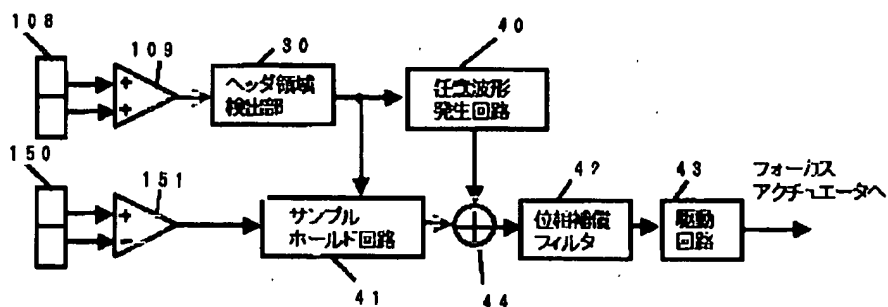 108
109
30
40
ヘッダ領域
検出部
任意波形
発生回路
+
+
150
151
42
43
フォーカス
アクチュエータへ
+
−
サンプル
ホールド回路
位相補償
フィルタ
駆動
回路
41
44